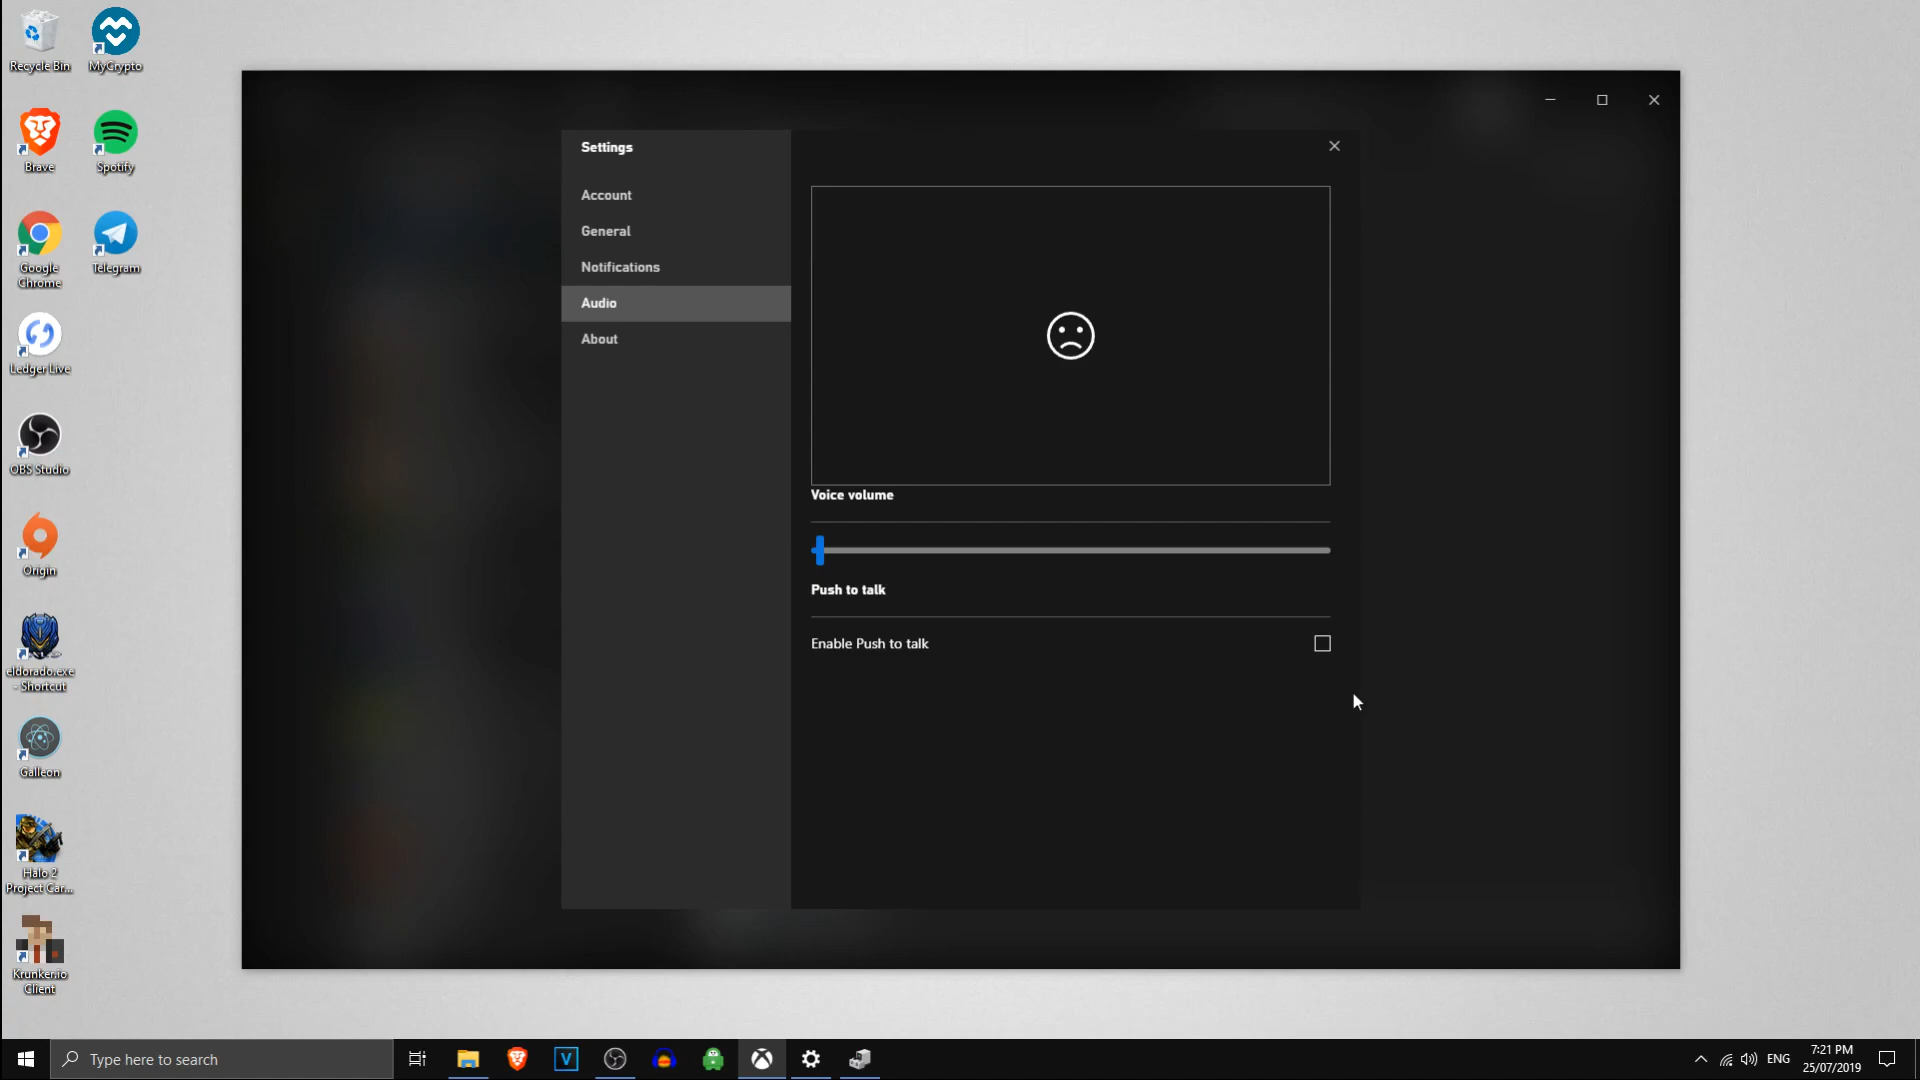 Recycle Bin
MyCrypto
Brave
Spotify
Google
Chrome
Telegram
Ledger Live
OBS Studio
Origin
eldorado.exe
- Shortcut
Galleon
Halo 2
Project Car...
Krunker.io
Client
Settings
Account
General
Notifications
Audio
About
Voice volume
Push to talk
Enable Push to talk
Type here to search
V
ENG
7:21 PM
25/07/2019